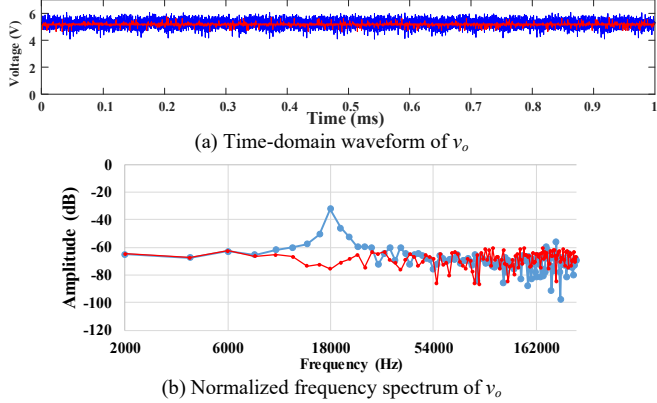 6
4
2
0
Voltage (V)
0 0.1 0.2 0.3 0.4 0.5 0.6 0.7 0.8 0.9 1
Time (ms)
(a) Time-domain waveform of vo
0
-20
-40
-60
-80
-100
-120
Amplitude (dB)
2000 6000 18000 54000 162000
Frequency (Hz)
(b) Normalized frequency spectrum of vo